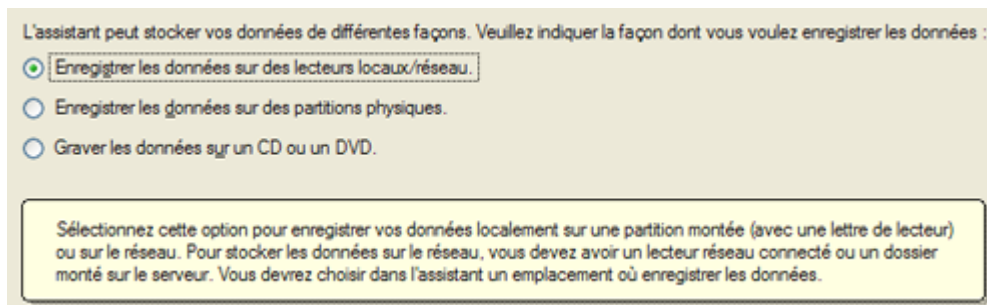 L'assistant peut stocker vos données de différentes façons. Veuillez indiquer la façon dont vous voulez enregistrer les données :
Enregistrer les données sur des lecteurs locaux/réseau.
Enregistrer les données sur des partitions physiques.
Graver les données sur un CD ou un DVD.
Sélectionnez cette option pour enregistrer vos données localement sur une partition montée (avec une lettre de lecteur)
ou sur le réseau. Pour stocker les données sur le réseau, vous devez avoir un lecteur réseau connecté ou un dossier
monté sur le serveur. Vous devrez choisir dans l'assistant un emplacement où enregistrer les données.